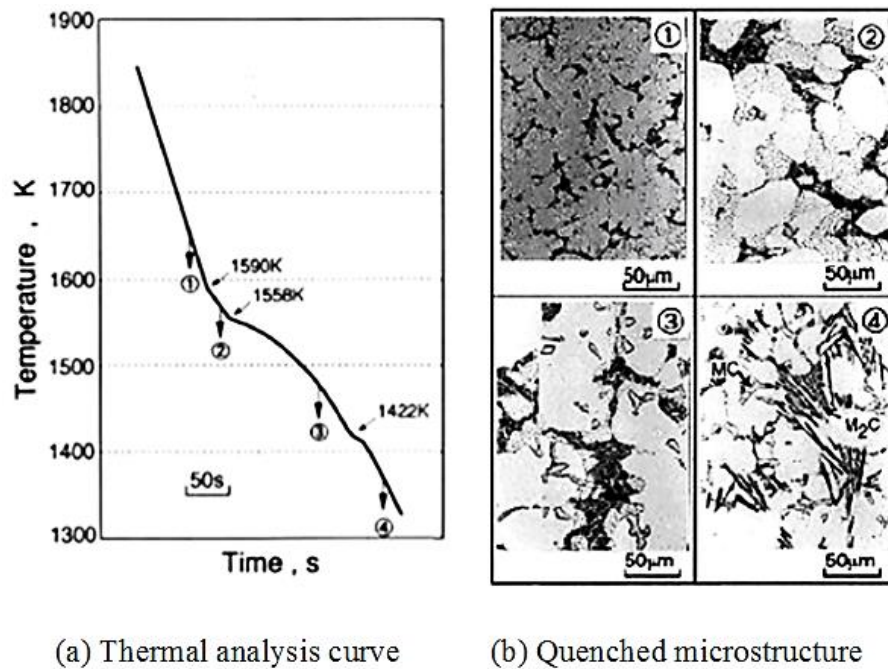 1900
1800
1700
1600
1500
1400
1300
Temperature , K
Time , s
1590K
1558K
1422K
①
②
③
④
50s
①
50μm
②
50μm
③
50μm
④
MC
M₂C
50μm
(a) Thermal analysis curve
(b) Quenched microstructure